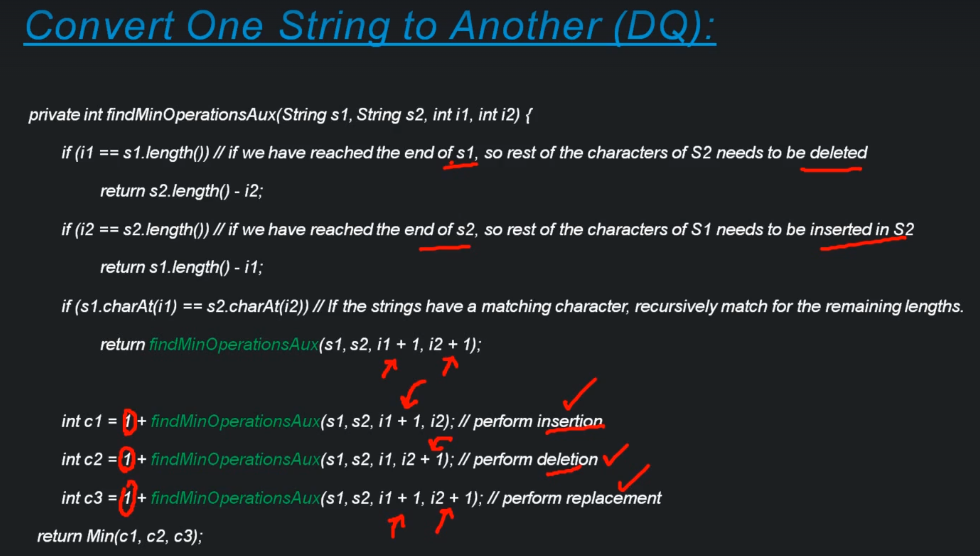 Convert One String to Another (DQ):
private int findMinOperationsAux(String s1, String s2, int i1, int i2) {
if (i1 == s1.length()) // if we have reached the end of s1, so rest of the characters of S2 needs to be deleted
return s2.length() - i2;
if (i2 == s2.length()) // if we have reached the end of s2, so rest of the characters of S1 needs to be inserted in S2
return s1.length() - i1;
if (s1.charAt(i1) == s2.charAt(i2)) // If the strings have a matching character, recursively match for the remaining lengths.
return findMinOperationsAux(s1, s2, i1 + 1, i2 + 1);
int c1 = 1 + findMinOperationsAux(s1, s2, i1 + 1, i2); // perform insertion
int c2 = 1 + findMinOperationsAux(s1, s2, i1, i2 + 1); // perform deletion
int c3 = 1 + findMinOperationsAux(s1, s2, i1 + 1, i2 + 1); // perform replacement
return Min(c1, c2, c3);